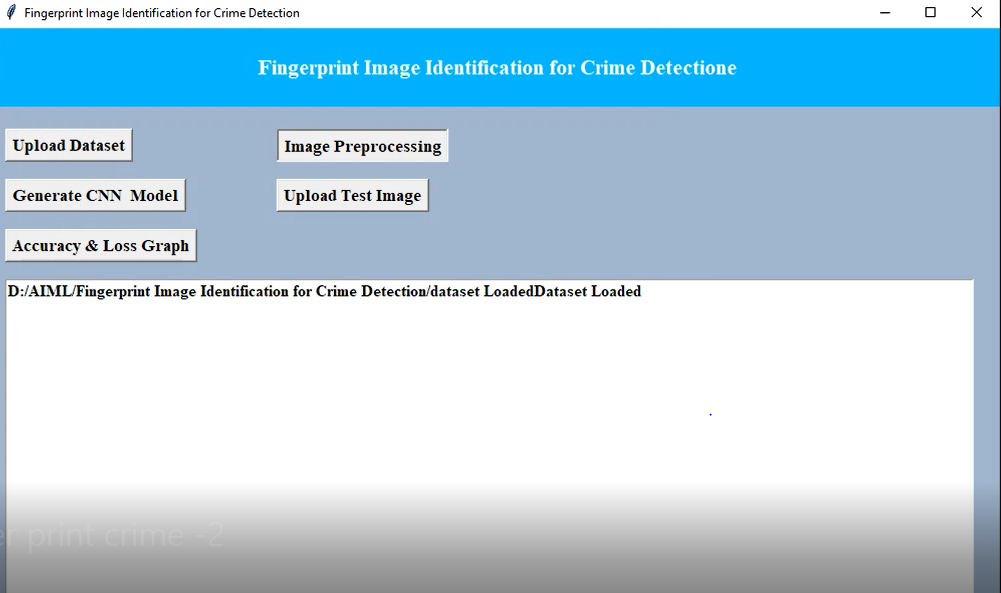 Fingerprint Image Identification for Crime Detection
Fingerprint Image Identification for Crime Detectione
Upload Dataset
Image Preprocessing
Generate CNN  Model
Upload Test Image
Accuracy & Loss Graph
D:/AIML/Fingerprint Image Identification for Crime Detection/dataset LoadedDataset Loaded
print crime -2